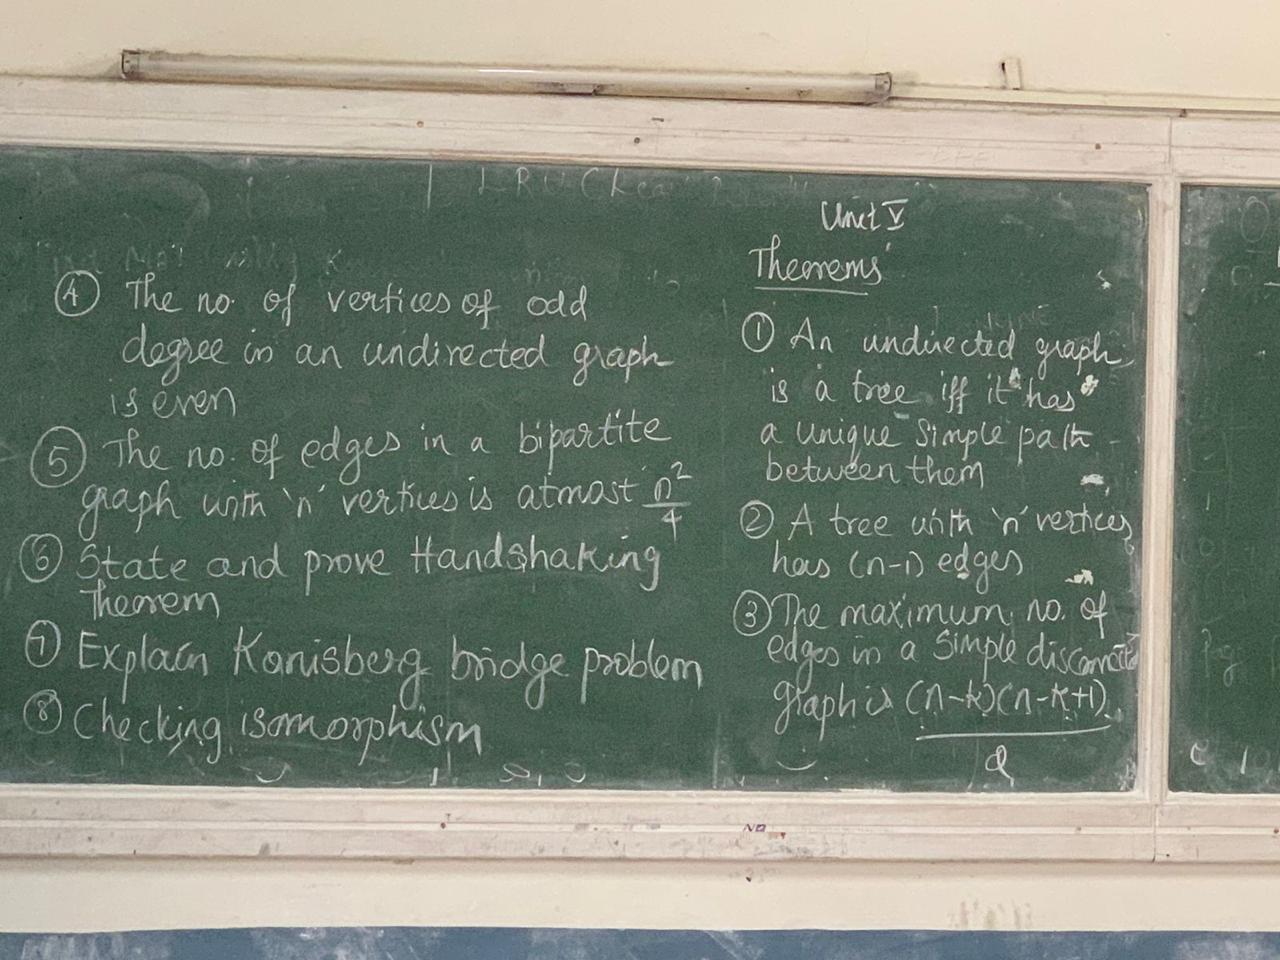 Unit V
Theorems
① An undirected graph
is a tree iff it has
a unique simple path
between them
② A tree with 'n' vertices
has (n-1) edges
③ The maximum no. of
edges in a simple disconnected
graph is (n-k)(n-k+1)
2
④ The no. of vertices of odd
degree in an undirected graph
is even
⑤ The no. of edges in a bipartite
graph with 'n' vertices is atmost n²/4
⑥ State and prove Handshaking
Theorem
⑦ Explain Konisberg bridge problem
⑧ Checking isomorphism